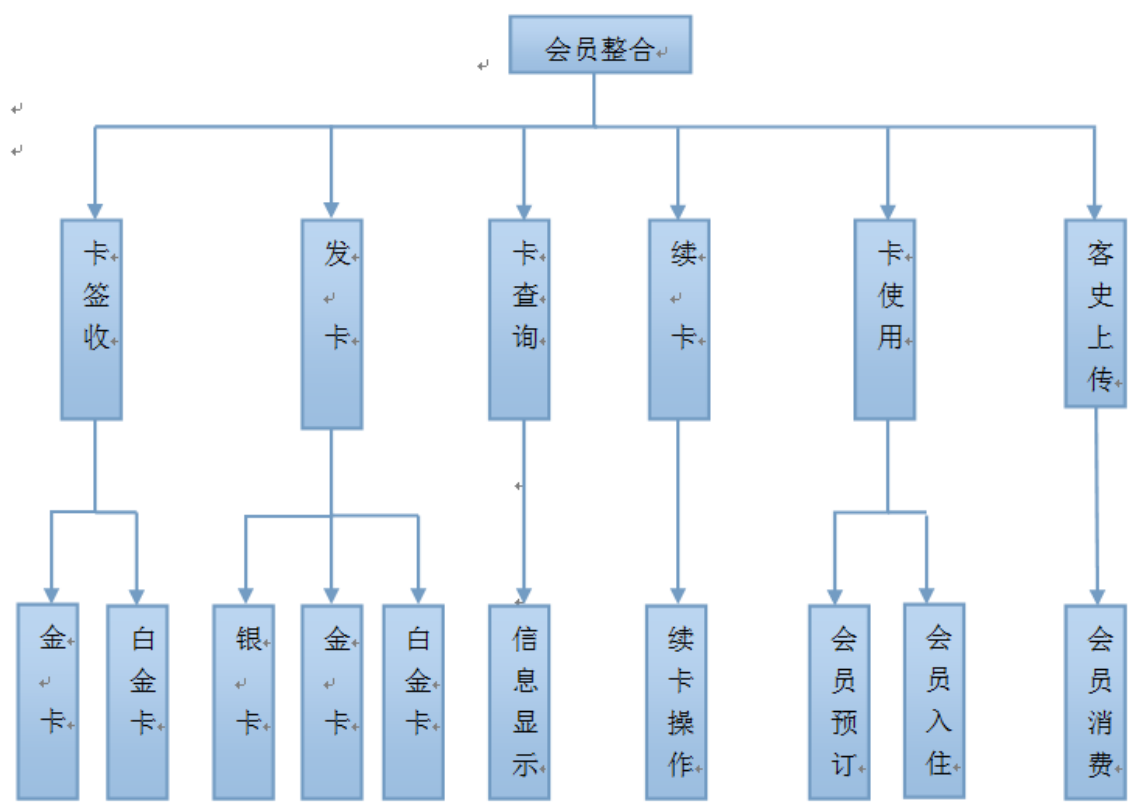 会员整合
卡签收
发卡
卡查询
续卡
卡使用
客史上传
金卡
白金卡
银卡
金卡
白金卡
信息显示
续卡操作
会员预订
会员入住
会员消费